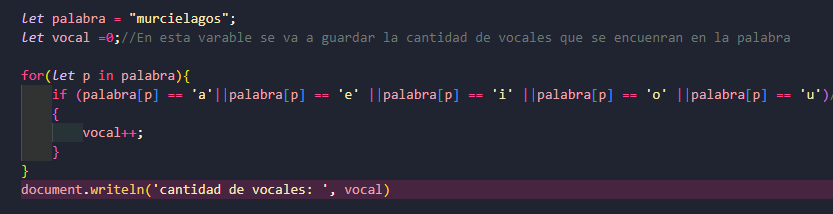 let palabra = "murcielagos";
let vocal =0;//En esta varable se va a guardar la cantidad de vocales que se encuenran en la palabra
for(let p in palabra){
if (palabra[p] == 'a'||palabra[p] == 'e' ||palabra[p] == 'i' ||palabra[p] == 'o' ||palabra[p] == 'u')/
{
vocal++;
}
}
document.writeln('cantidad de vocales: ', vocal)